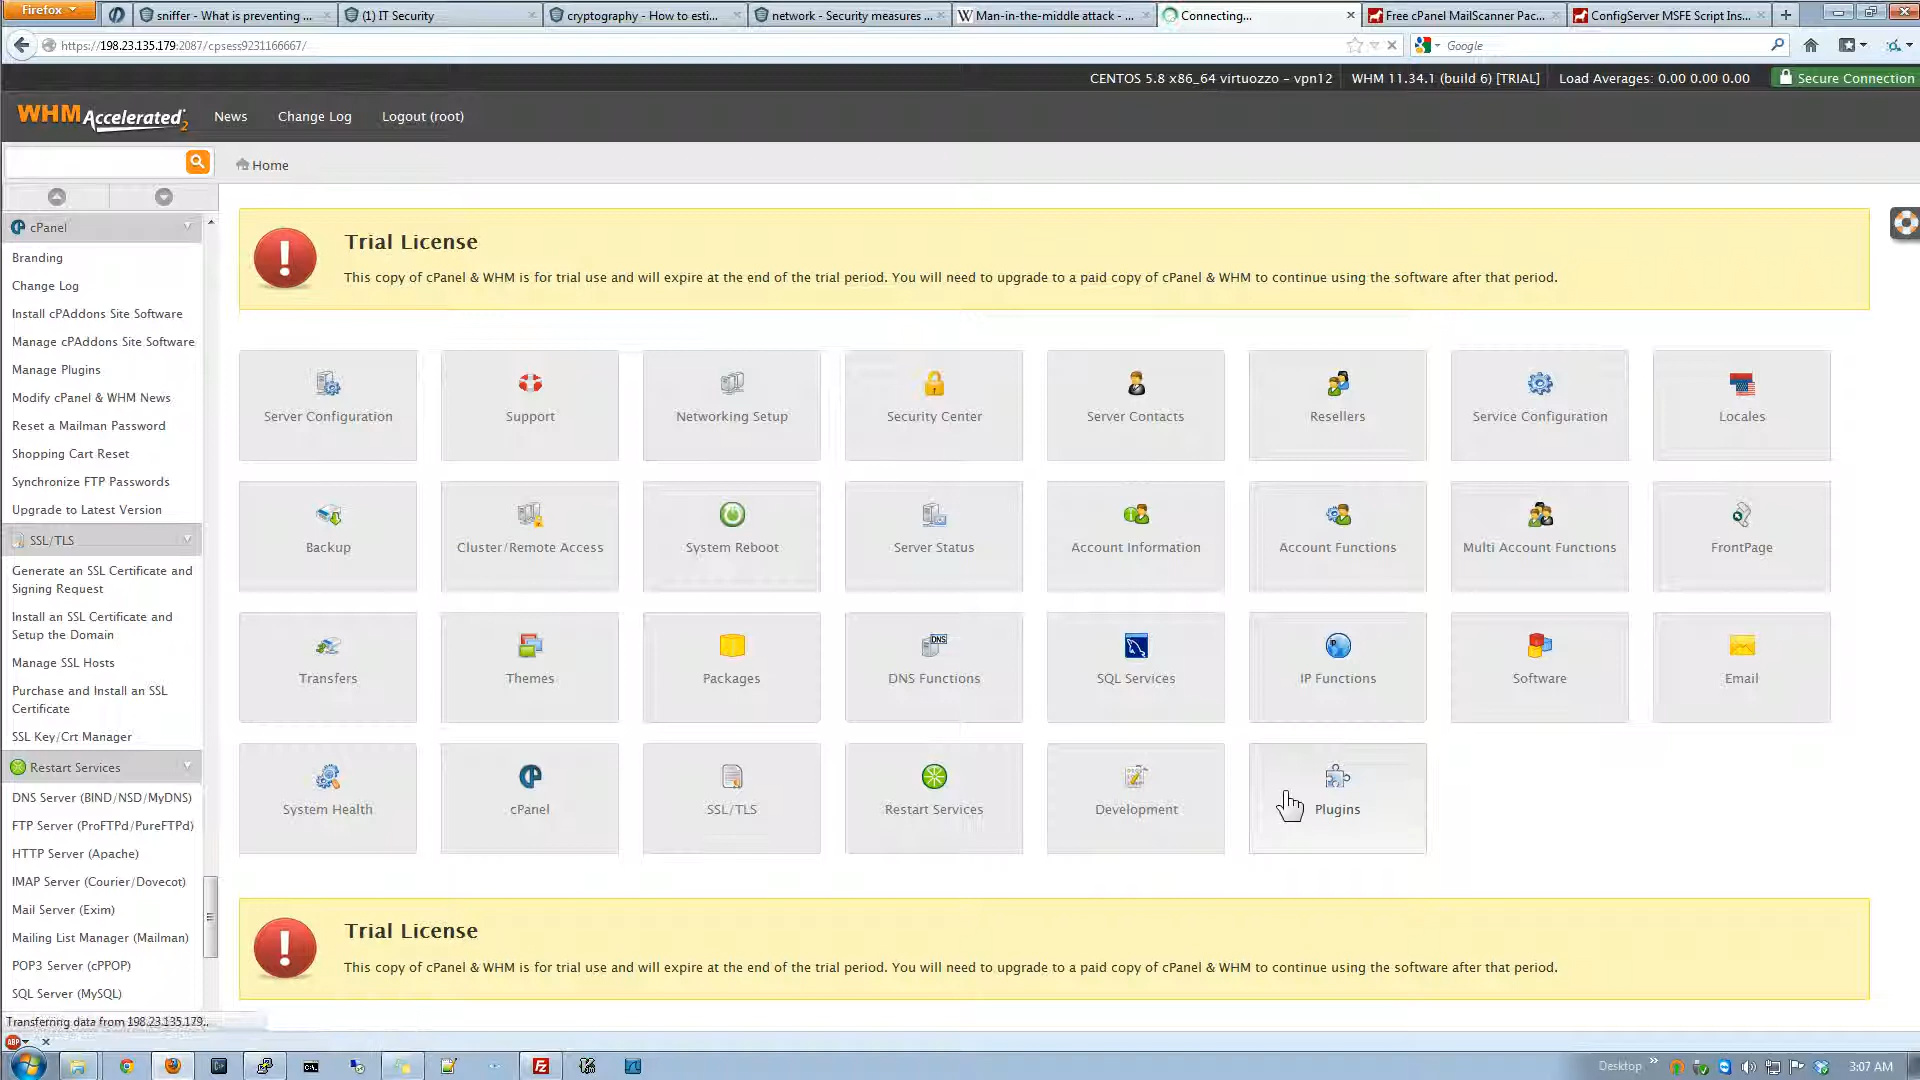 Firefox
sniffer - What is preventing ...
(1) IT Security
cryptography - How to esti...
network - Security measures ...
Man-in-the-middle attack - ...
Connecting...
Free cPanel MailScanner Pac...
ConfigServer MSFE Script Ins...
https://198.23.135.179:2087/cpsess9231166667/
Google
CENTOS 5.8 x86_64 virtuozzo – vpn12
WHM 11.34.1 (build 6) [TRIAL]
Load Averages: 0.00 0.00 0.00
Secure Connection
WHM Accelerated2
News
Change Log
Logout (root)
Home
cPanel
Branding
Change Log
Install cPAddons Site Software
Manage cPAddons Site Software
Manage Plugins
Modify cPanel & WHM News
Reset a Mailman Password
Shopping Cart Reset
Synchronize FTP Passwords
Upgrade to Latest Version
SSL/TLS
Generate an SSL Certificate and
Signing Request
Install an SSL Certificate and
Setup the Domain
Manage SSL Hosts
Purchase and Install an SSL
Certificate
SSL Key/Crt Manager
Restart Services
DNS Server (BIND/NSD/MyDNS)
FTP Server (ProFTPd/PureFTPd)
HTTP Server (Apache)
IMAP Server (Courier/Dovecot)
Mail Server (Exim)
Mailing List Manager (Mailman)
POP3 Server (cPPOP)
SQL Server (MySQL)
Trial License
This copy of cPanel & WHM is for trial use and will expire at the end of the trial period. You will need to upgrade to a paid copy of cPanel & WHM to continue using the software after that period.
Server Configuration
Support
Networking Setup
Security Center
Server Contacts
Resellers
Service Configuration
Locales
Backup
Cluster/Remote Access
System Reboot
Server Status
Account Information
Account Functions
Multi Account Functions
FrontPage
Transfers
Themes
Packages
DNS
DNS Functions
SQL Services
IP Functions
Software
Email
System Health
cPanel
SSL/TLS
Restart Services
Development
Plugins
Trial License
This copy of cPanel & WHM is for trial use and will expire at the end of the trial period. You will need to upgrade to a paid copy of cPanel & WHM to continue using the software after that period.
Transferring data from 198.23.135.179...
ABP
Desktop
3:07 AM